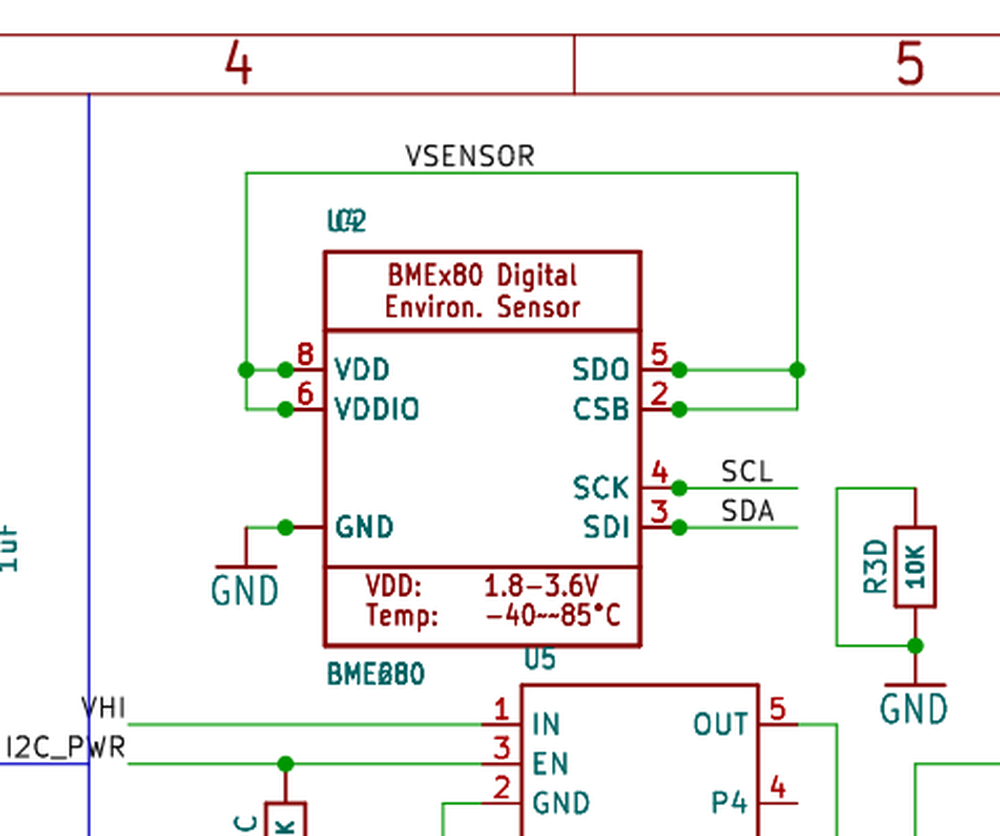 4 5
VSENSOR
BMEx80 Digital
Environ. Sensor
8 VDD SDO 5
6 VDDIO CSB 2
SCK 4 SCL
GND SDI 3 SDA
GND
VDD: 1.8-3.6V
Temp: -40~~85°C
R3D 10K
GND
1uF
U5
VHI 1 IN OUT 5
I2C_PWR 3 EN
2 GND P4 4
C K